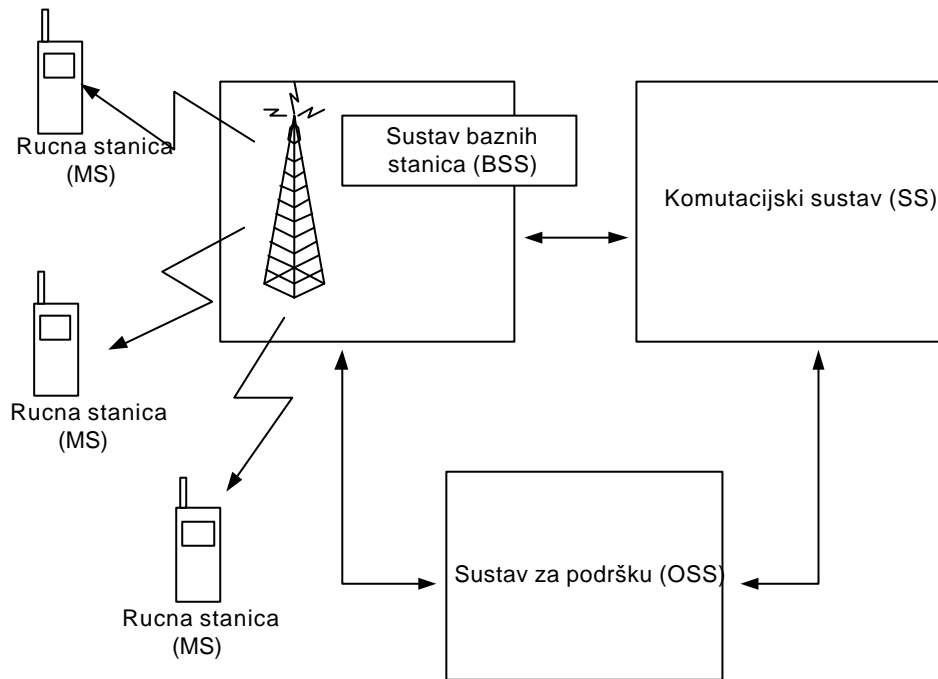 Rucna stanica
(MS)
Sustav baznih
stanica (BSS)
Komutacijski sustav (SS)
Rucna stanica
(MS)
Sustav za podršku (OSS)
Rucna stanica
(MS)